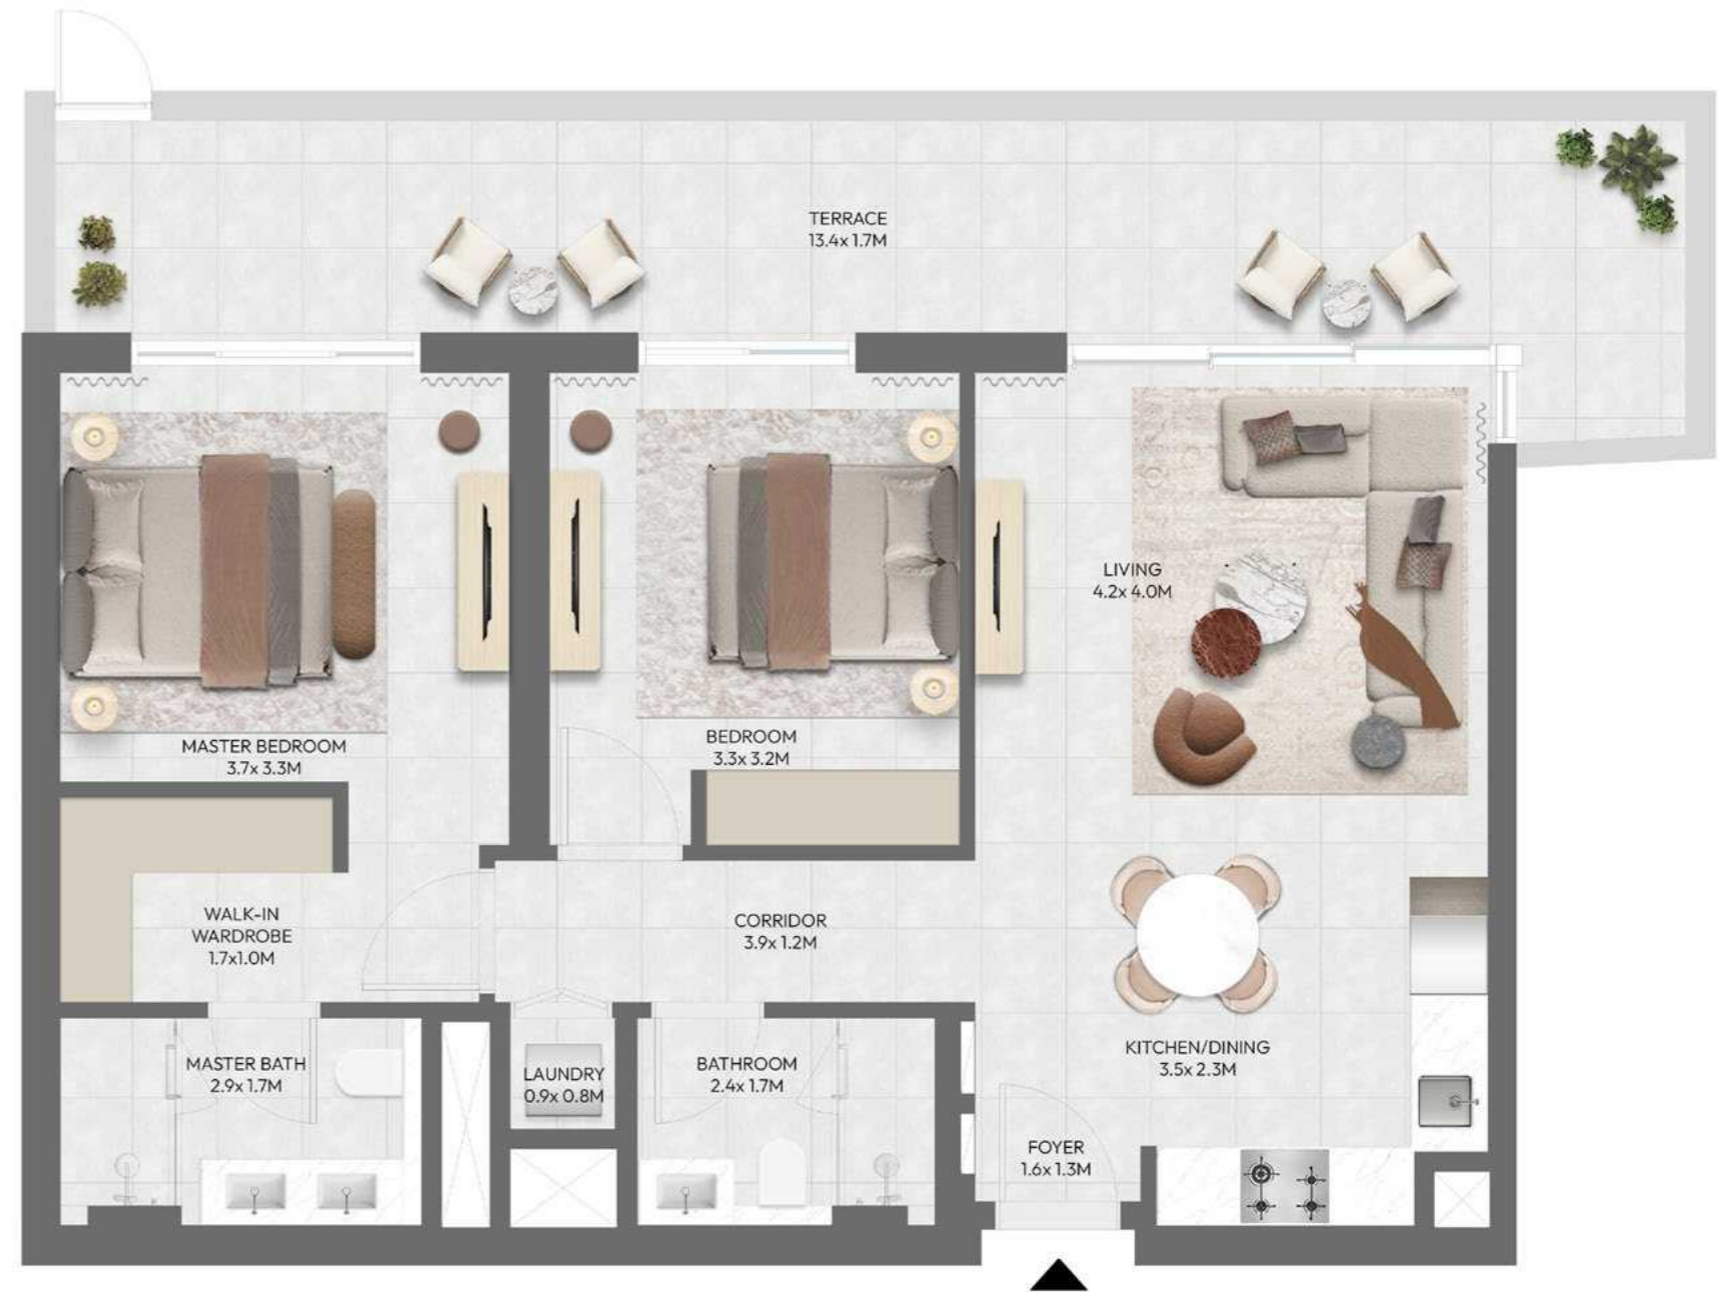 TERRACE
13.4x 1.7M
MASTER BEDROOM
3.7x 3.3M
BEDROOM
3.3x 3.2M
LIVING
4.2x 4.0M
WALK-IN
WARDROBE
1.7x1.0M
CORRIDOR
3.9x 1.2M
KITCHEN/DINING
3.5x 2.3M
MASTER BATH
2.9x 1.7M
LAUNDRY
0.9x 0.8M
BATHROOM
2.4x 1.7M
FOYER
1.6x 1.3M